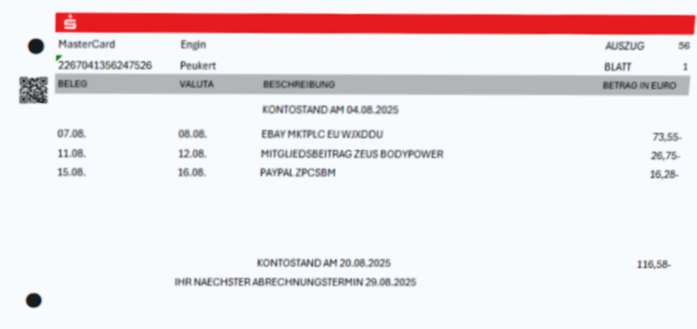 MasterCard Engin AUSZUG 56
2267041356247526 Peukert BLATT 1
BELEG VALUTA BESCHREIBUNG BETRAG IN EURO
KONTOSTAND AM 04.08.2025
07.08. 08.08. EBAY MKTPLC EU WJXDDU 73,55-
11.08. 12.08. MITGLIEDSBEITRAG ZEUS BODYPOWER 26,75-
15.08. 16.08. PAYPAL ZPCSBM 16,28-
KONTOSTAND AM 20.08.2025 116,58-
IHR NAECHSTER ABRECHNUNGSTERMIN 29.08.2025